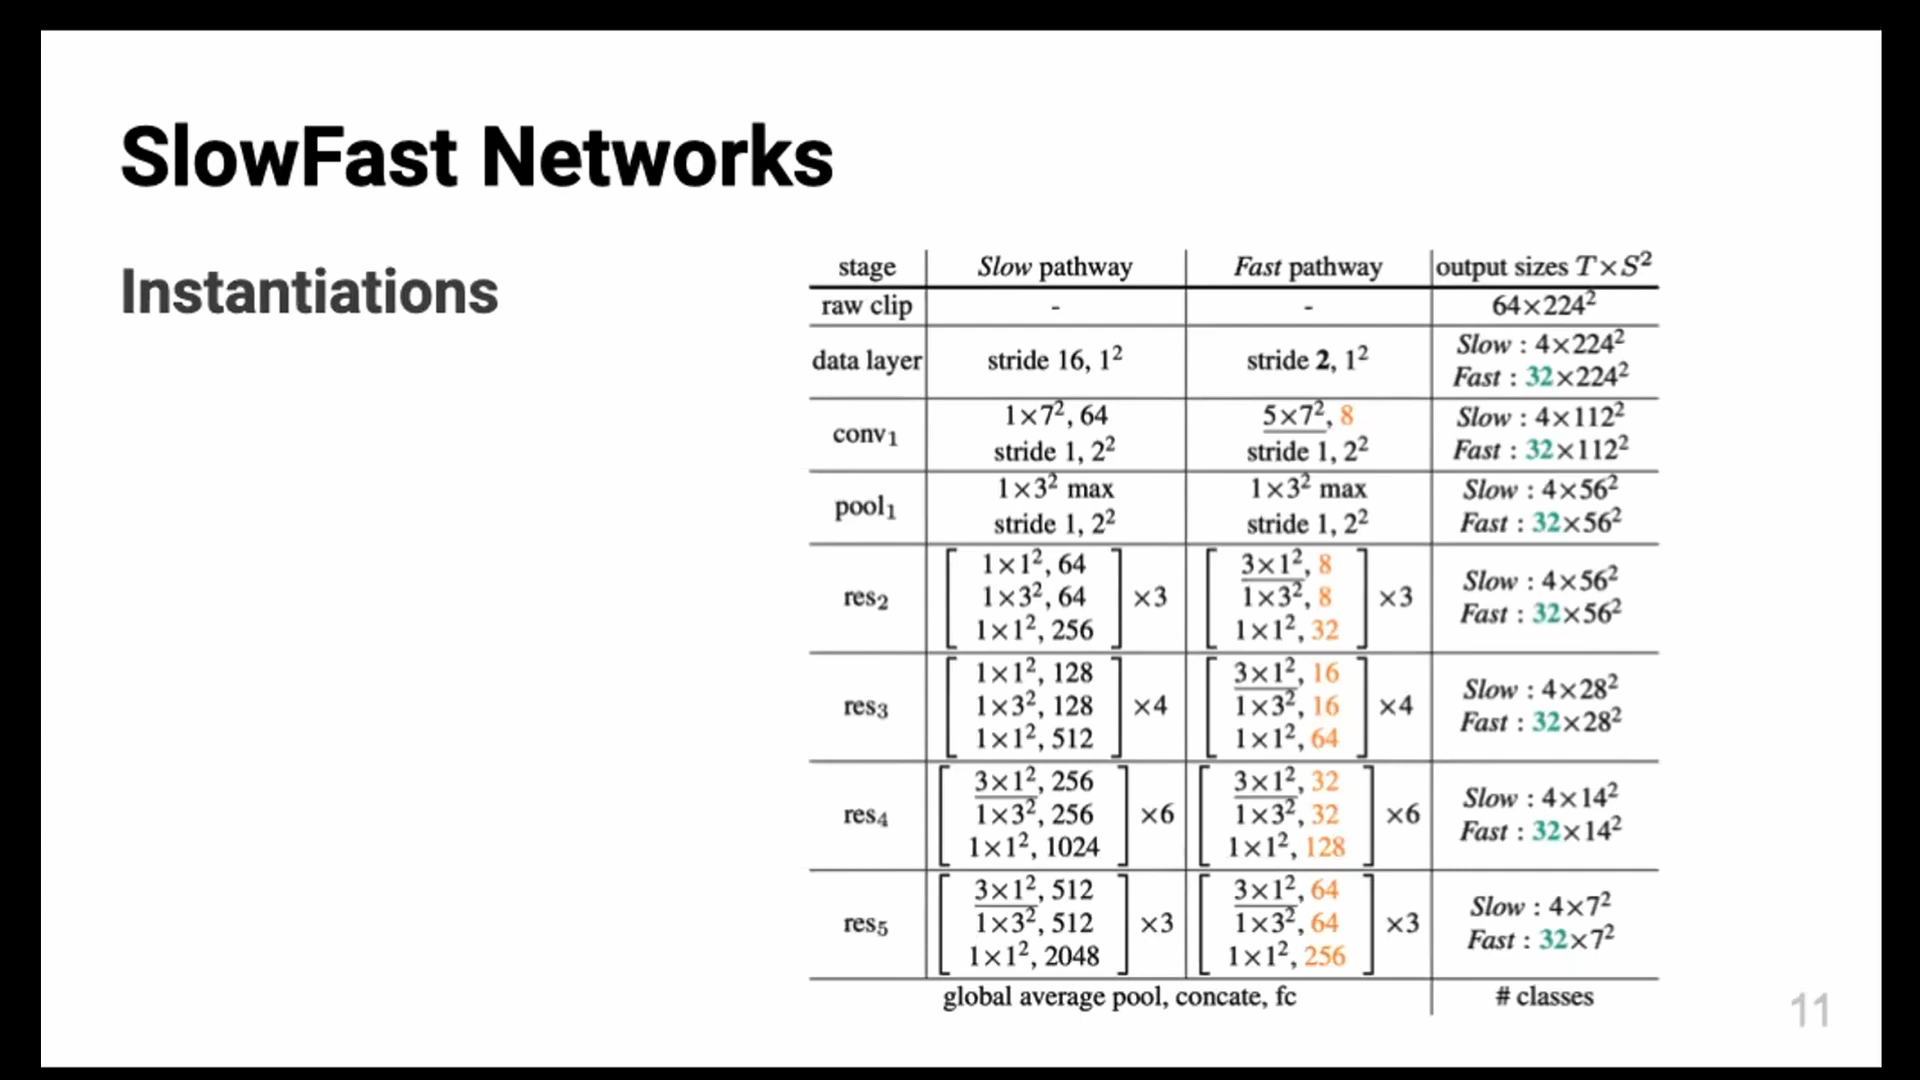 SlowFast Networks
Instantiations
stage Slow pathway Fast pathway output sizes T×S²
raw clip - - 64×224²
data layer stride 16, 1² stride 2, 1² Slow : 4×224²
Fast : 32×224²
conv₁ 1×7², 64 5×7², 8 Slow : 4×112²
stride 1, 2² stride 1, 2² Fast : 32×112²
pool₁ 1×3² max 1×3² max Slow : 4×56²
stride 1, 2² stride 1, 2² Fast : 32×56²
res₂ 1×1², 64 3×1², 8 Slow : 4×56²
1×3², 64 ×3 1×3², 8 ×3 Fast : 32×56²
1×1², 256 1×1², 32
res₃ 1×1², 128 3×1², 16 Slow : 4×28²
1×3², 128 ×4 1×3², 16 ×4 Fast : 32×28²
1×1², 512 1×1², 64
res₄ 3×1², 256 3×1², 32 Slow : 4×14²
1×3², 256 ×6 1×3², 32 ×6 Fast : 32×14²
1×1², 1024 1×1², 128
res₅ 3×1², 512 3×1², 64 Slow : 4×7²
1×3², 512 ×3 1×3², 64 ×3 Fast : 32×7²
1×1², 2048 1×1², 256
global average pool, concate, fc # classes
11